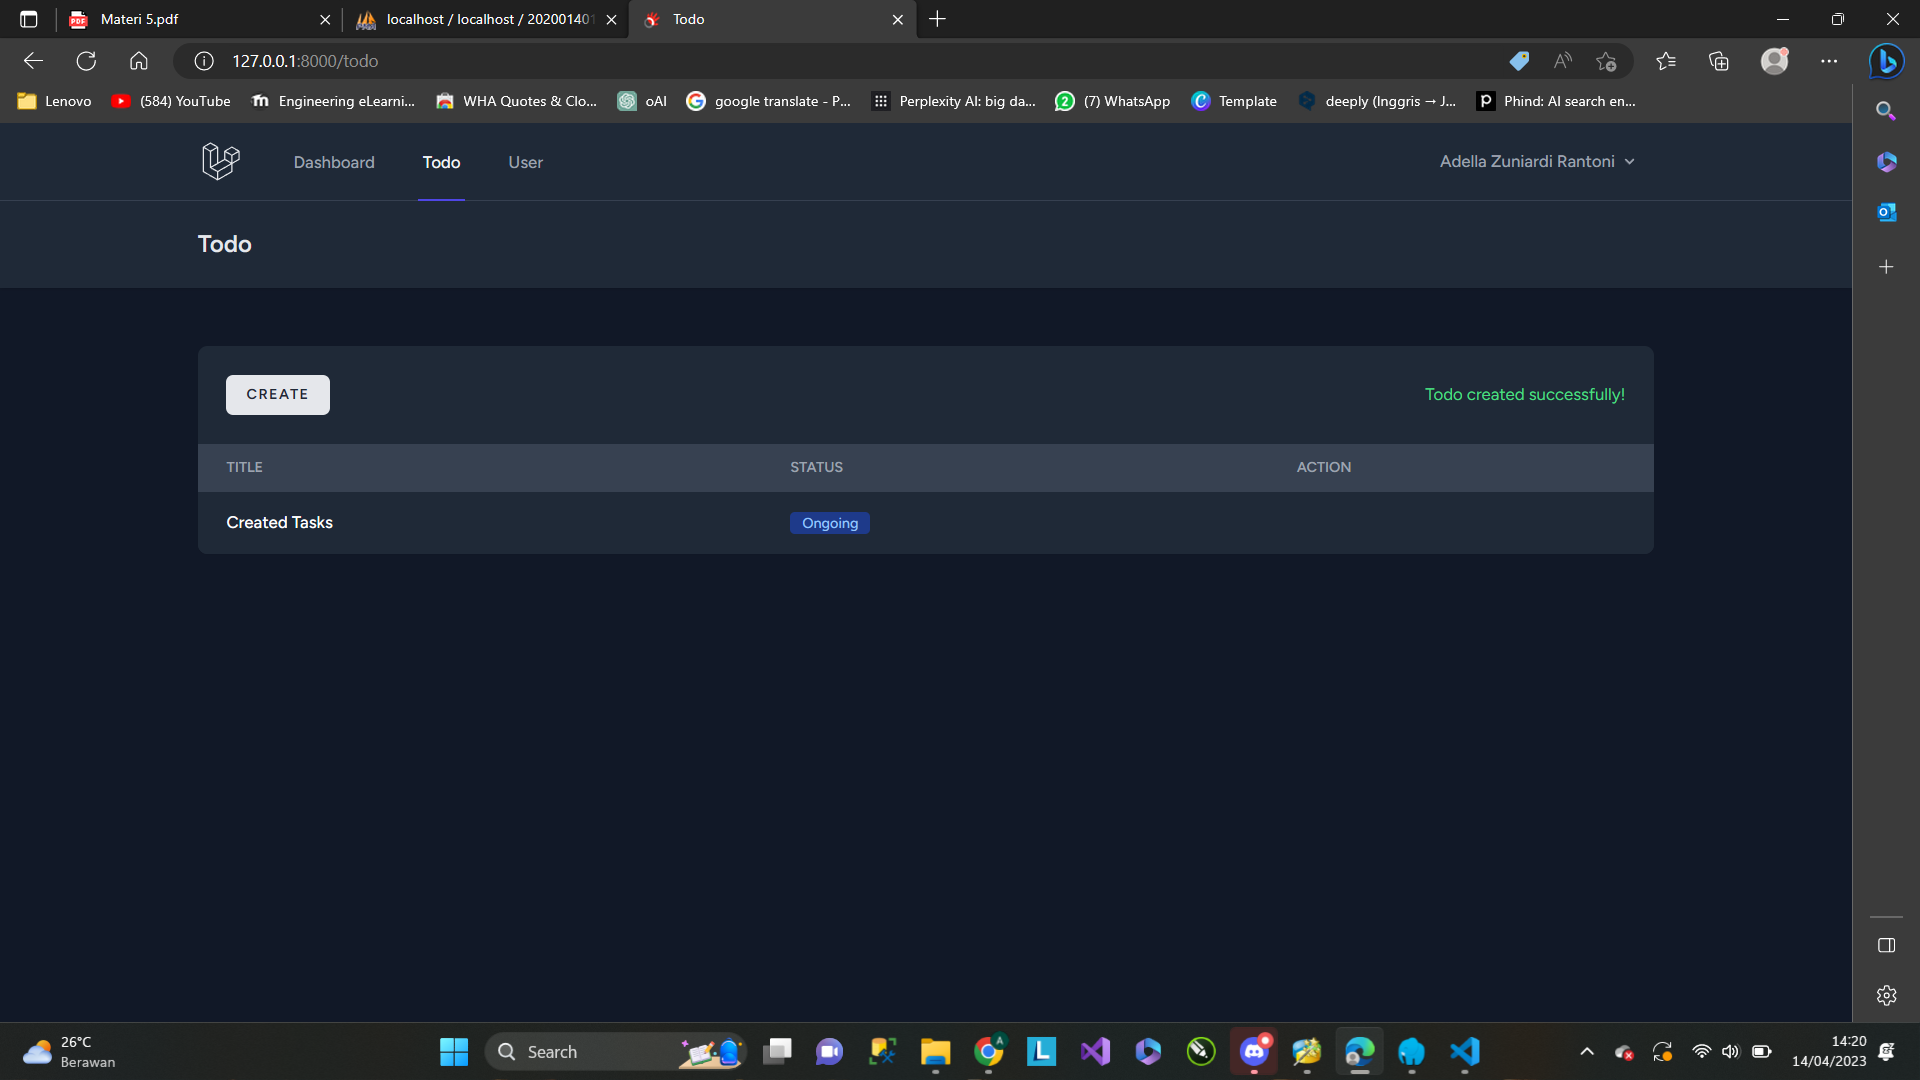 Materi 5.pdf
localhost / localhost / 202001401
Todo
127.0.0.1:8000/todo
Lenovo
(584) YouTube
Engineering eLearni...
WHA Quotes & Clo...
oAI
google translate - P...
Perplexity AI: big da...
(7) WhatsApp
Template
deeply (Inggris → J...
Phind: AI search en...
Dashboard
Todo
User
Adella Zuniardi Rantoni
Todo
CREATE
Todo created successfully!
TITLE
STATUS
ACTION
Created Tasks
Ongoing
26°C
Berawan
Search
14:20
14/04/2023